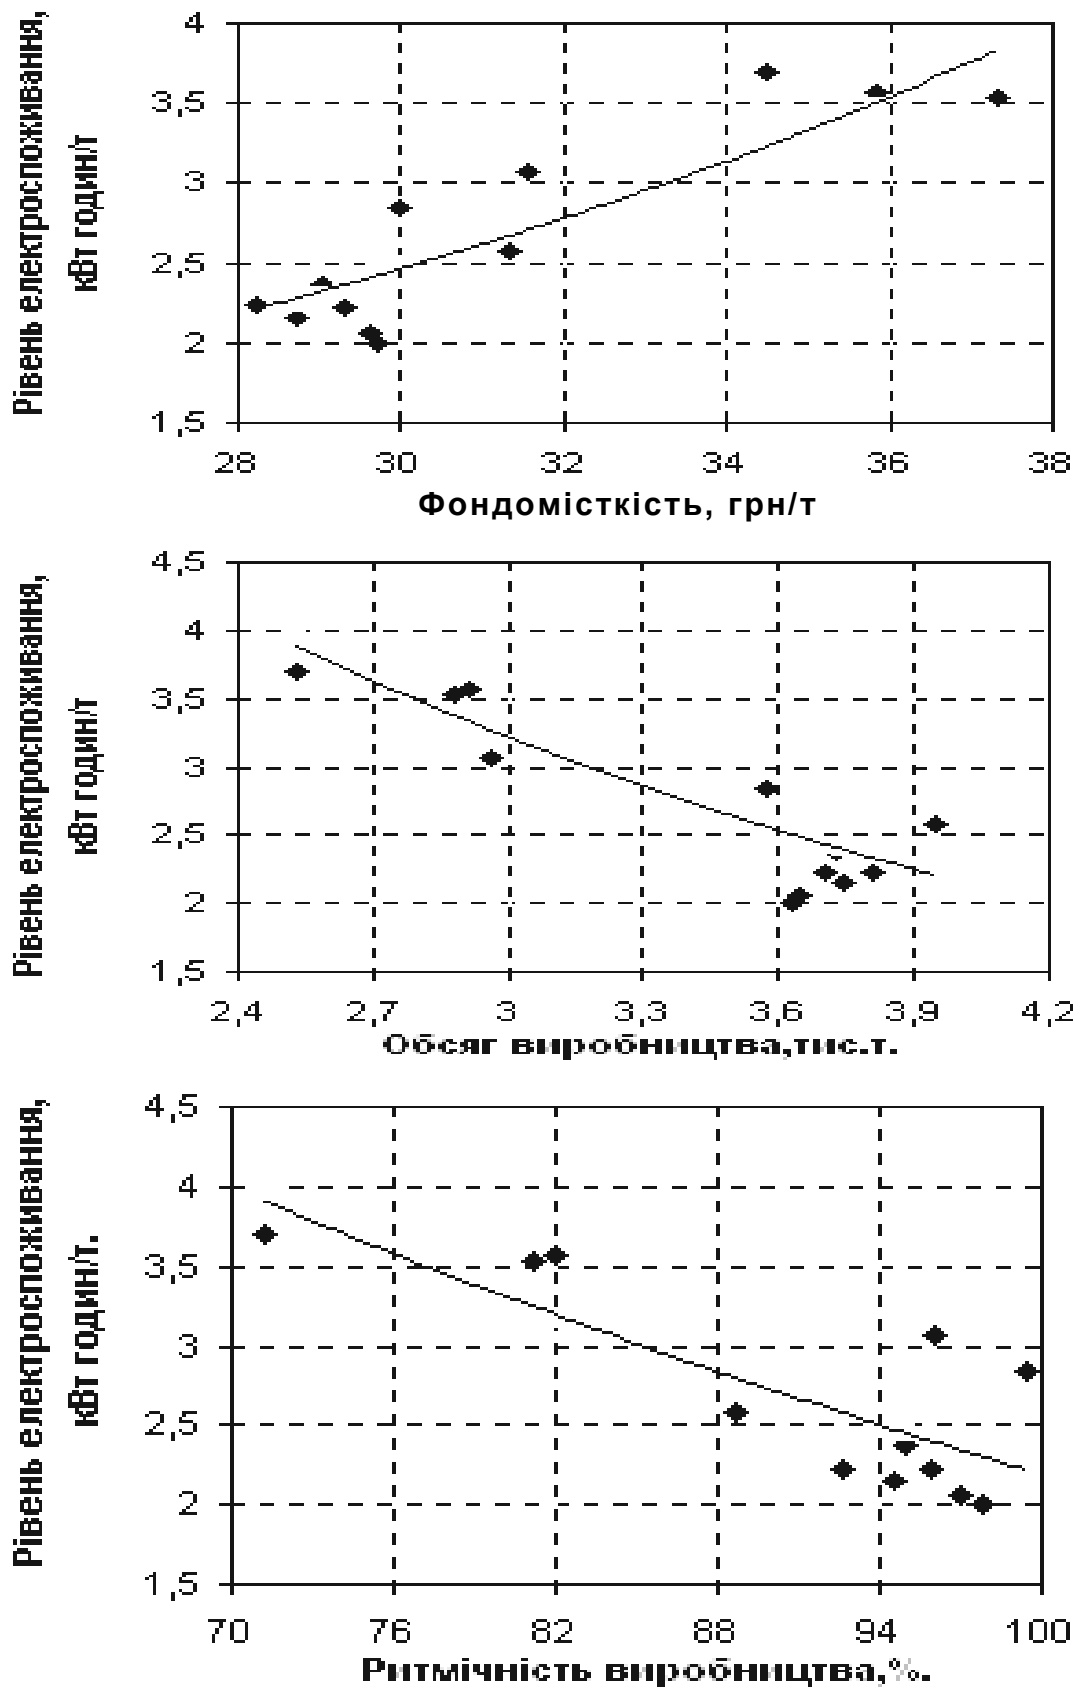 Рівень електроспоживання,
кВт годин/т
4
3,5
3
2,5
2
1,5
28 30 32 34 36 38
Фондомісткість, грн/т
Рівень електроспоживання,
кВт годин/т
4,5
4
3,5
3
2,5
2
1,5
2,4 2,7 3 3,3 3,6 3,9 4,2
Обсяг виробництва,тис.т.
Рівень електроспоживання,
кВт годин/т.
4,5
4
3,5
3
2,5
2
1,5
70 76 82 88 94 100
Ритмічність виробництва,%.